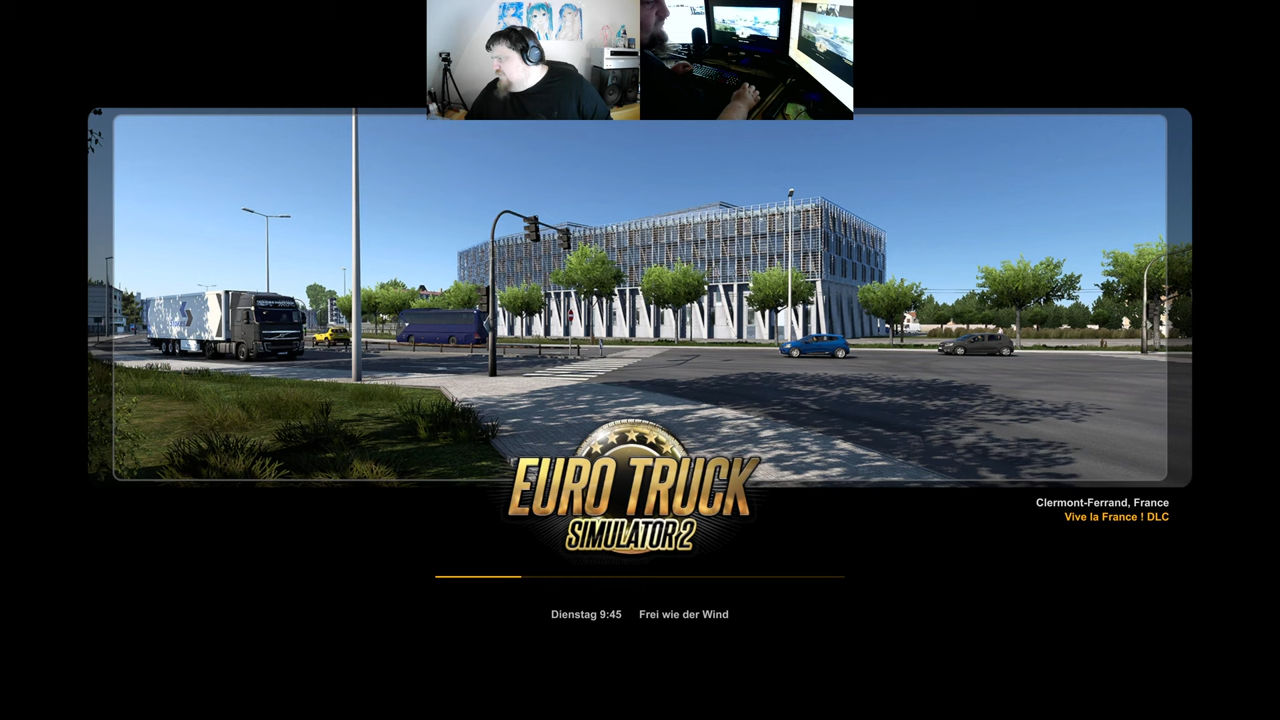 EURO TRUCK
SIMULATOR 2
Clermont-Ferrand, France
Vive la France ! DLC
Dienstag 9:45 Frei wie der Wind